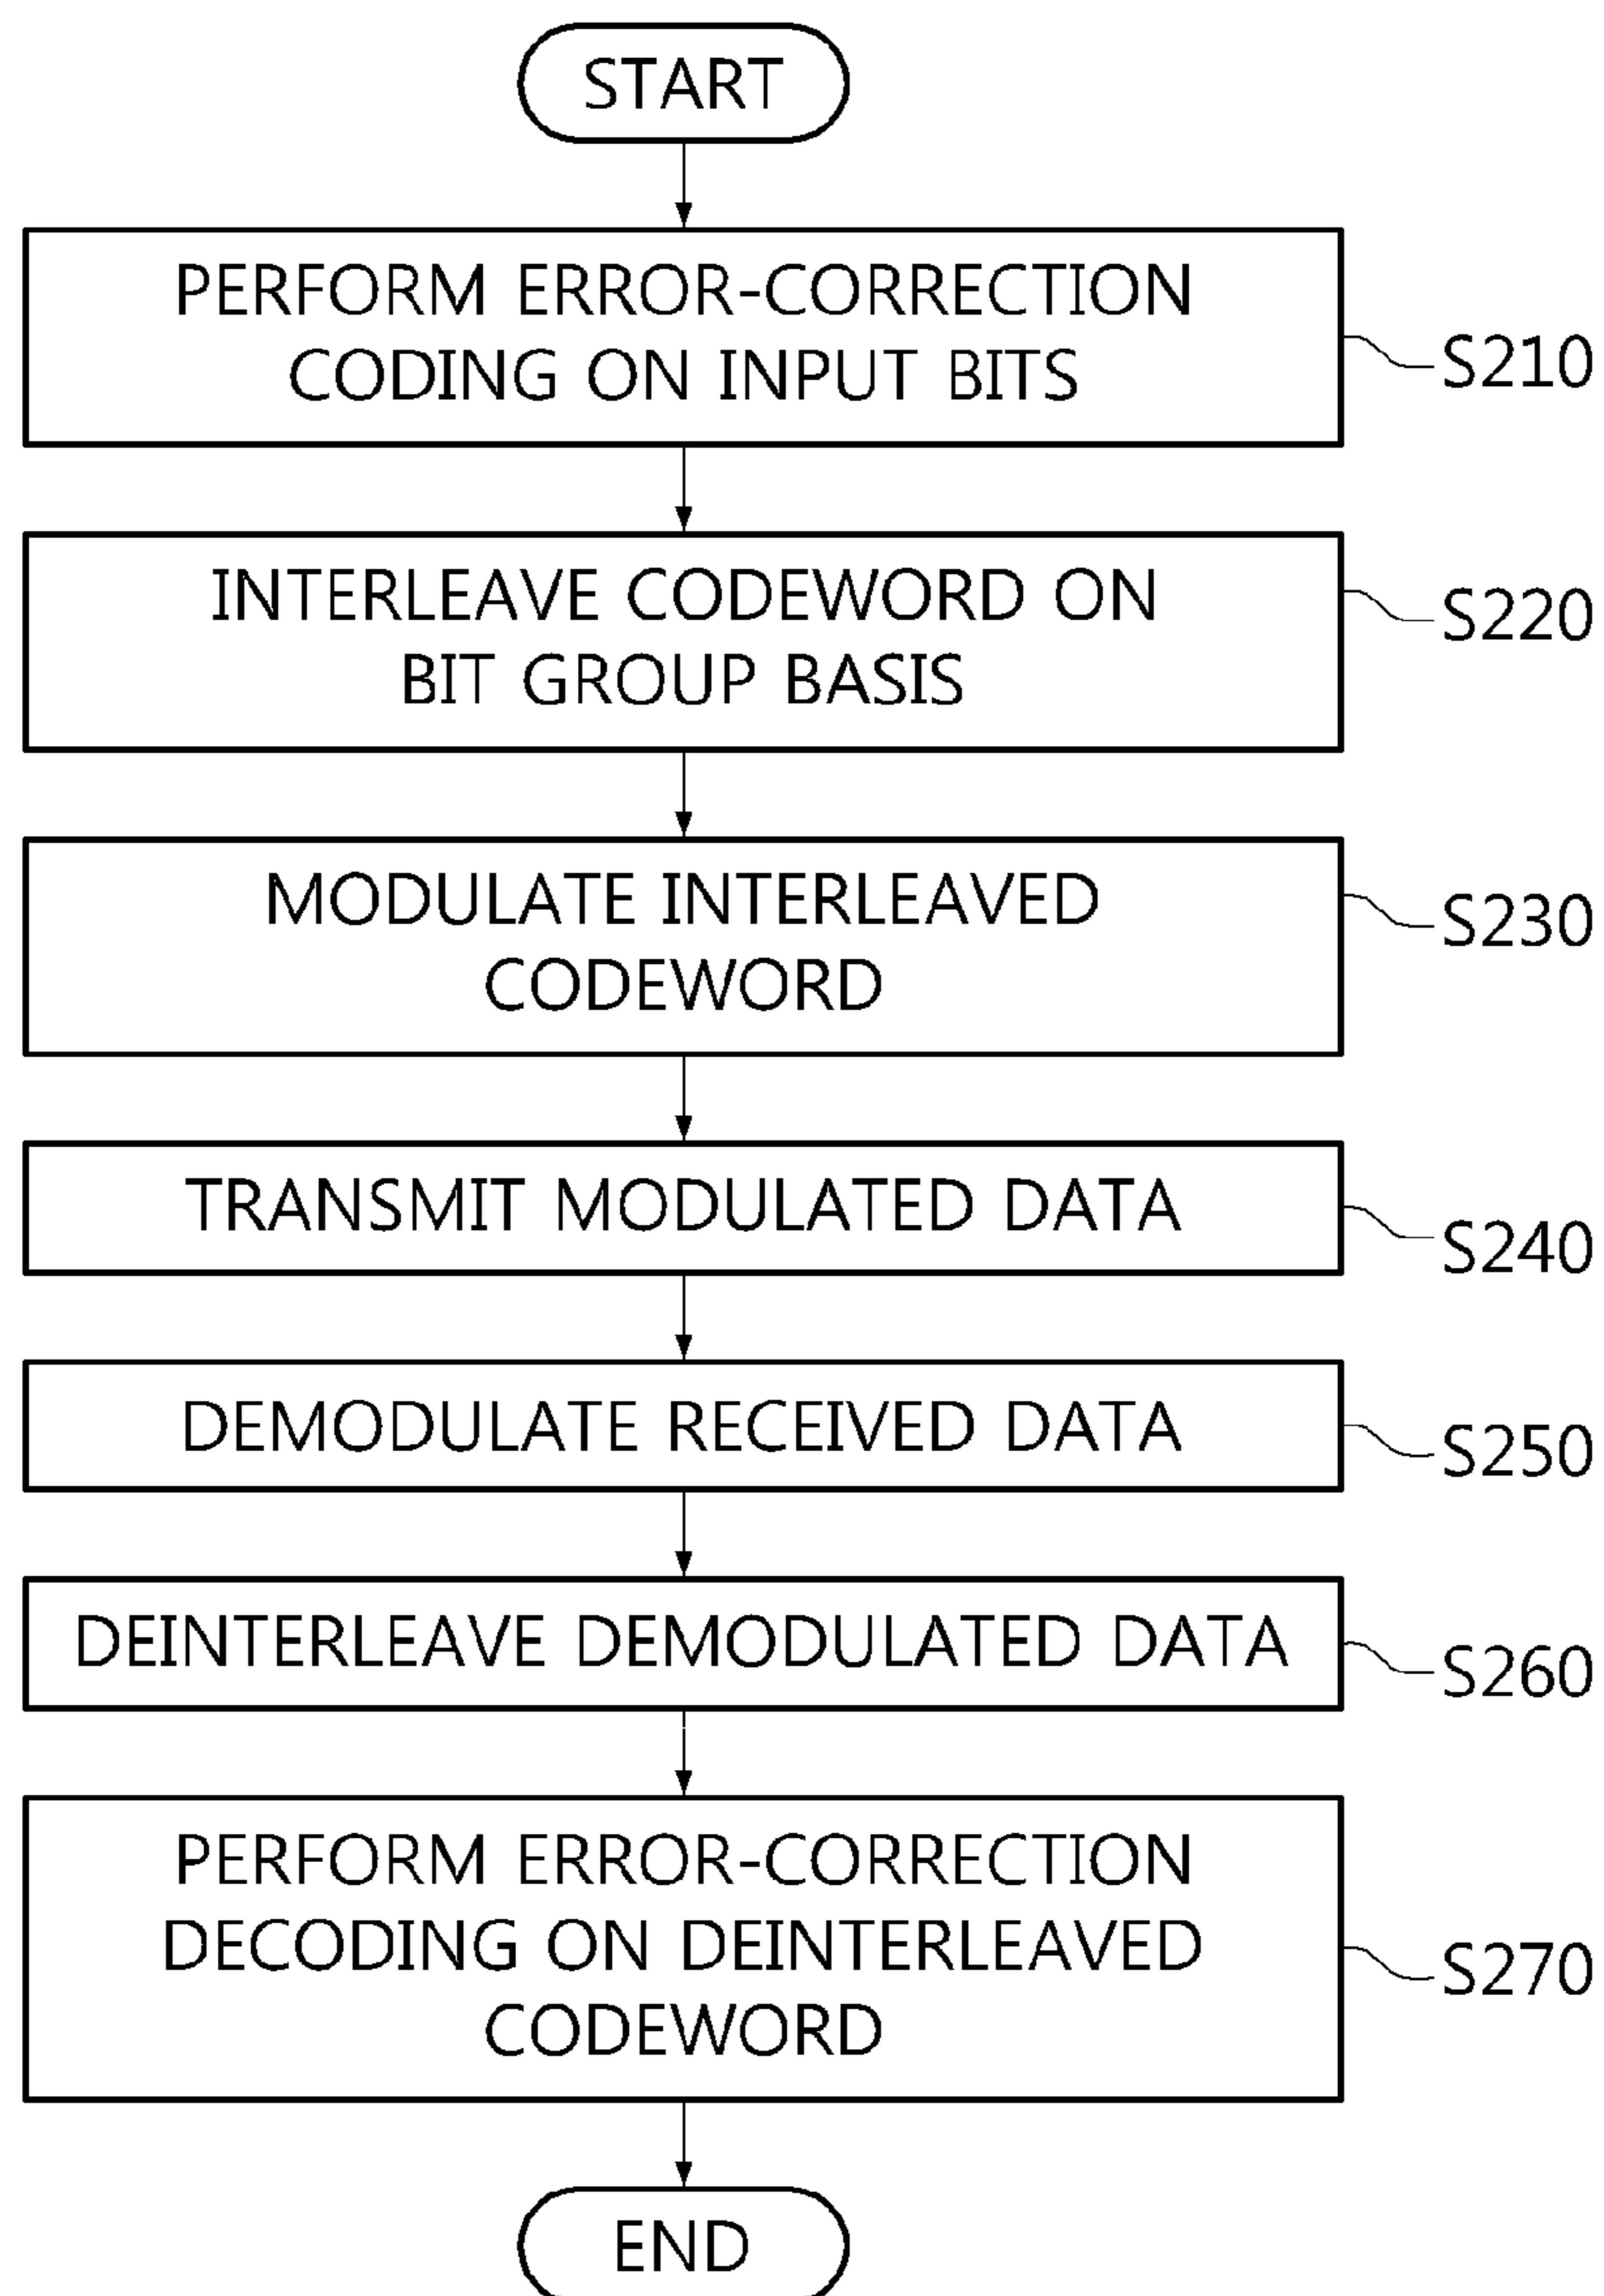 START
PERFORM ERROR-CORRECTION
CODING ON INPUT BITS
S210
INTERLEAVE CODEWORD ON
BIT GROUP BASIS
S220
MODULATE INTERLEAVED
CODEWORD
S230
TRANSMIT MODULATED DATA
S240
DEMODULATE RECEIVED DATA
S250
DEINTERLEAVE DEMODULATED DATA
S260
PERFORM ERROR-CORRECTION
DECODING ON DEINTERLEAVED
CODEWORD
S270
END